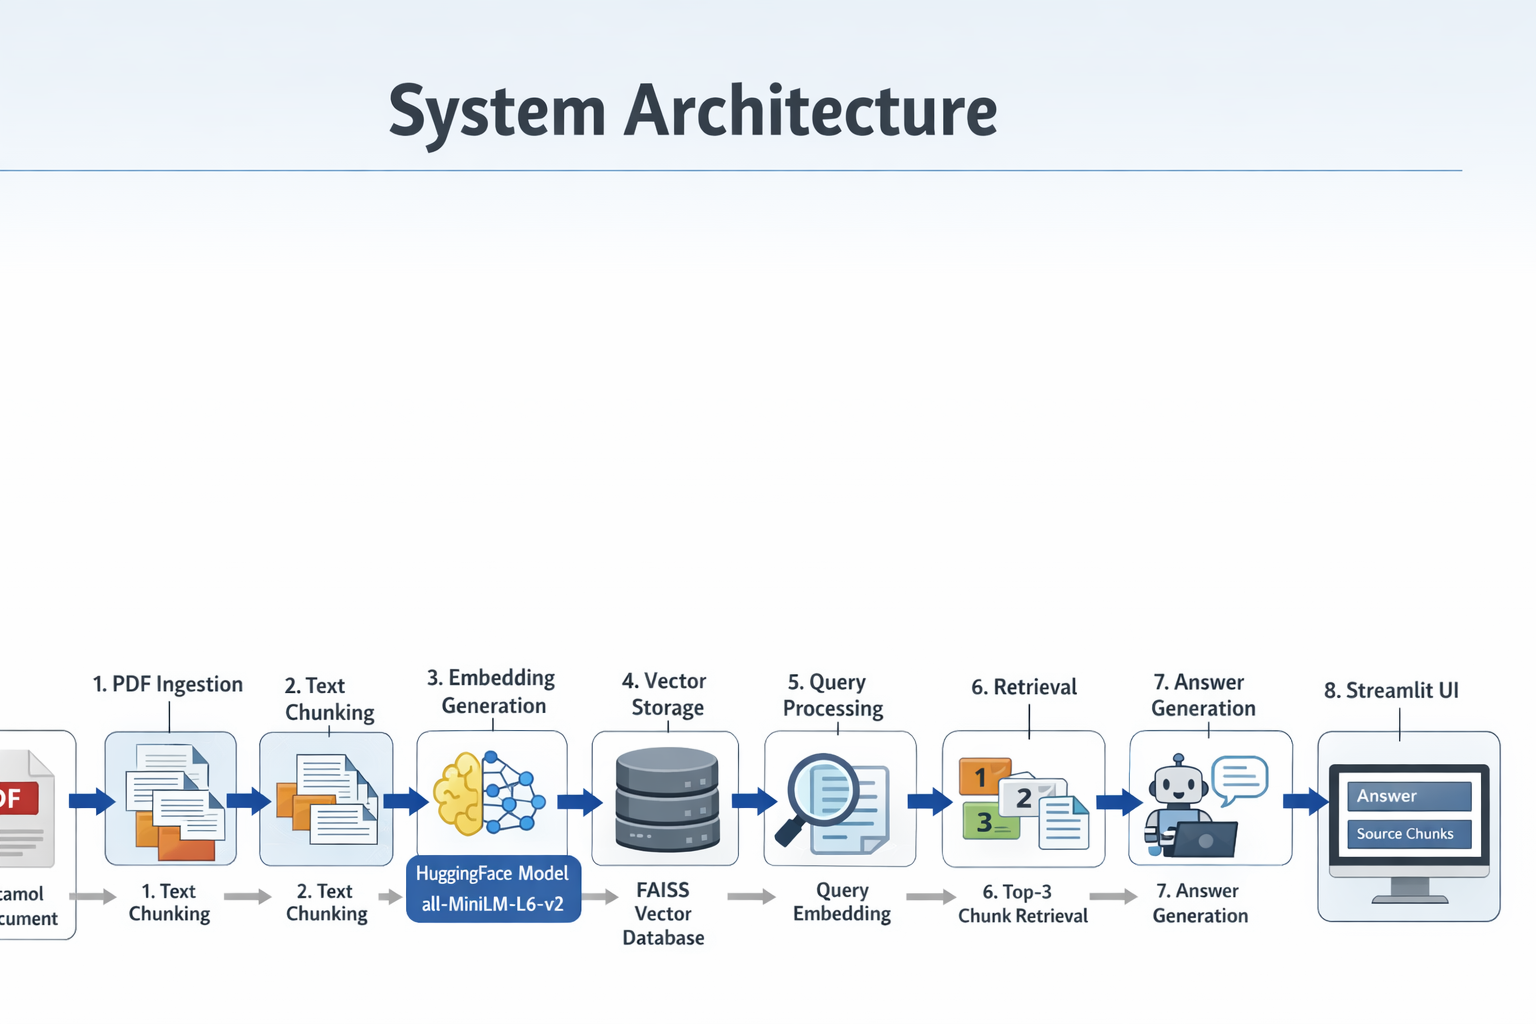 System Architecture
1. PDF Ingestion
2. Text
Chunking
3. Embedding
Generation
4. Vector
Storage
5. Query
Processing
6. Retrieval
7. Answer
Generation
8. Streamlit UI
1
2
3
Answer
Source Chunks
1. Text
Chunking
2. Text
Chunking
HuggingFace Model
all-MiniLM-L6-v2
FAISS
Vector
Database
Query
Embedding
6. Top-3
Chunk Retrieval
7. Answer
Generation